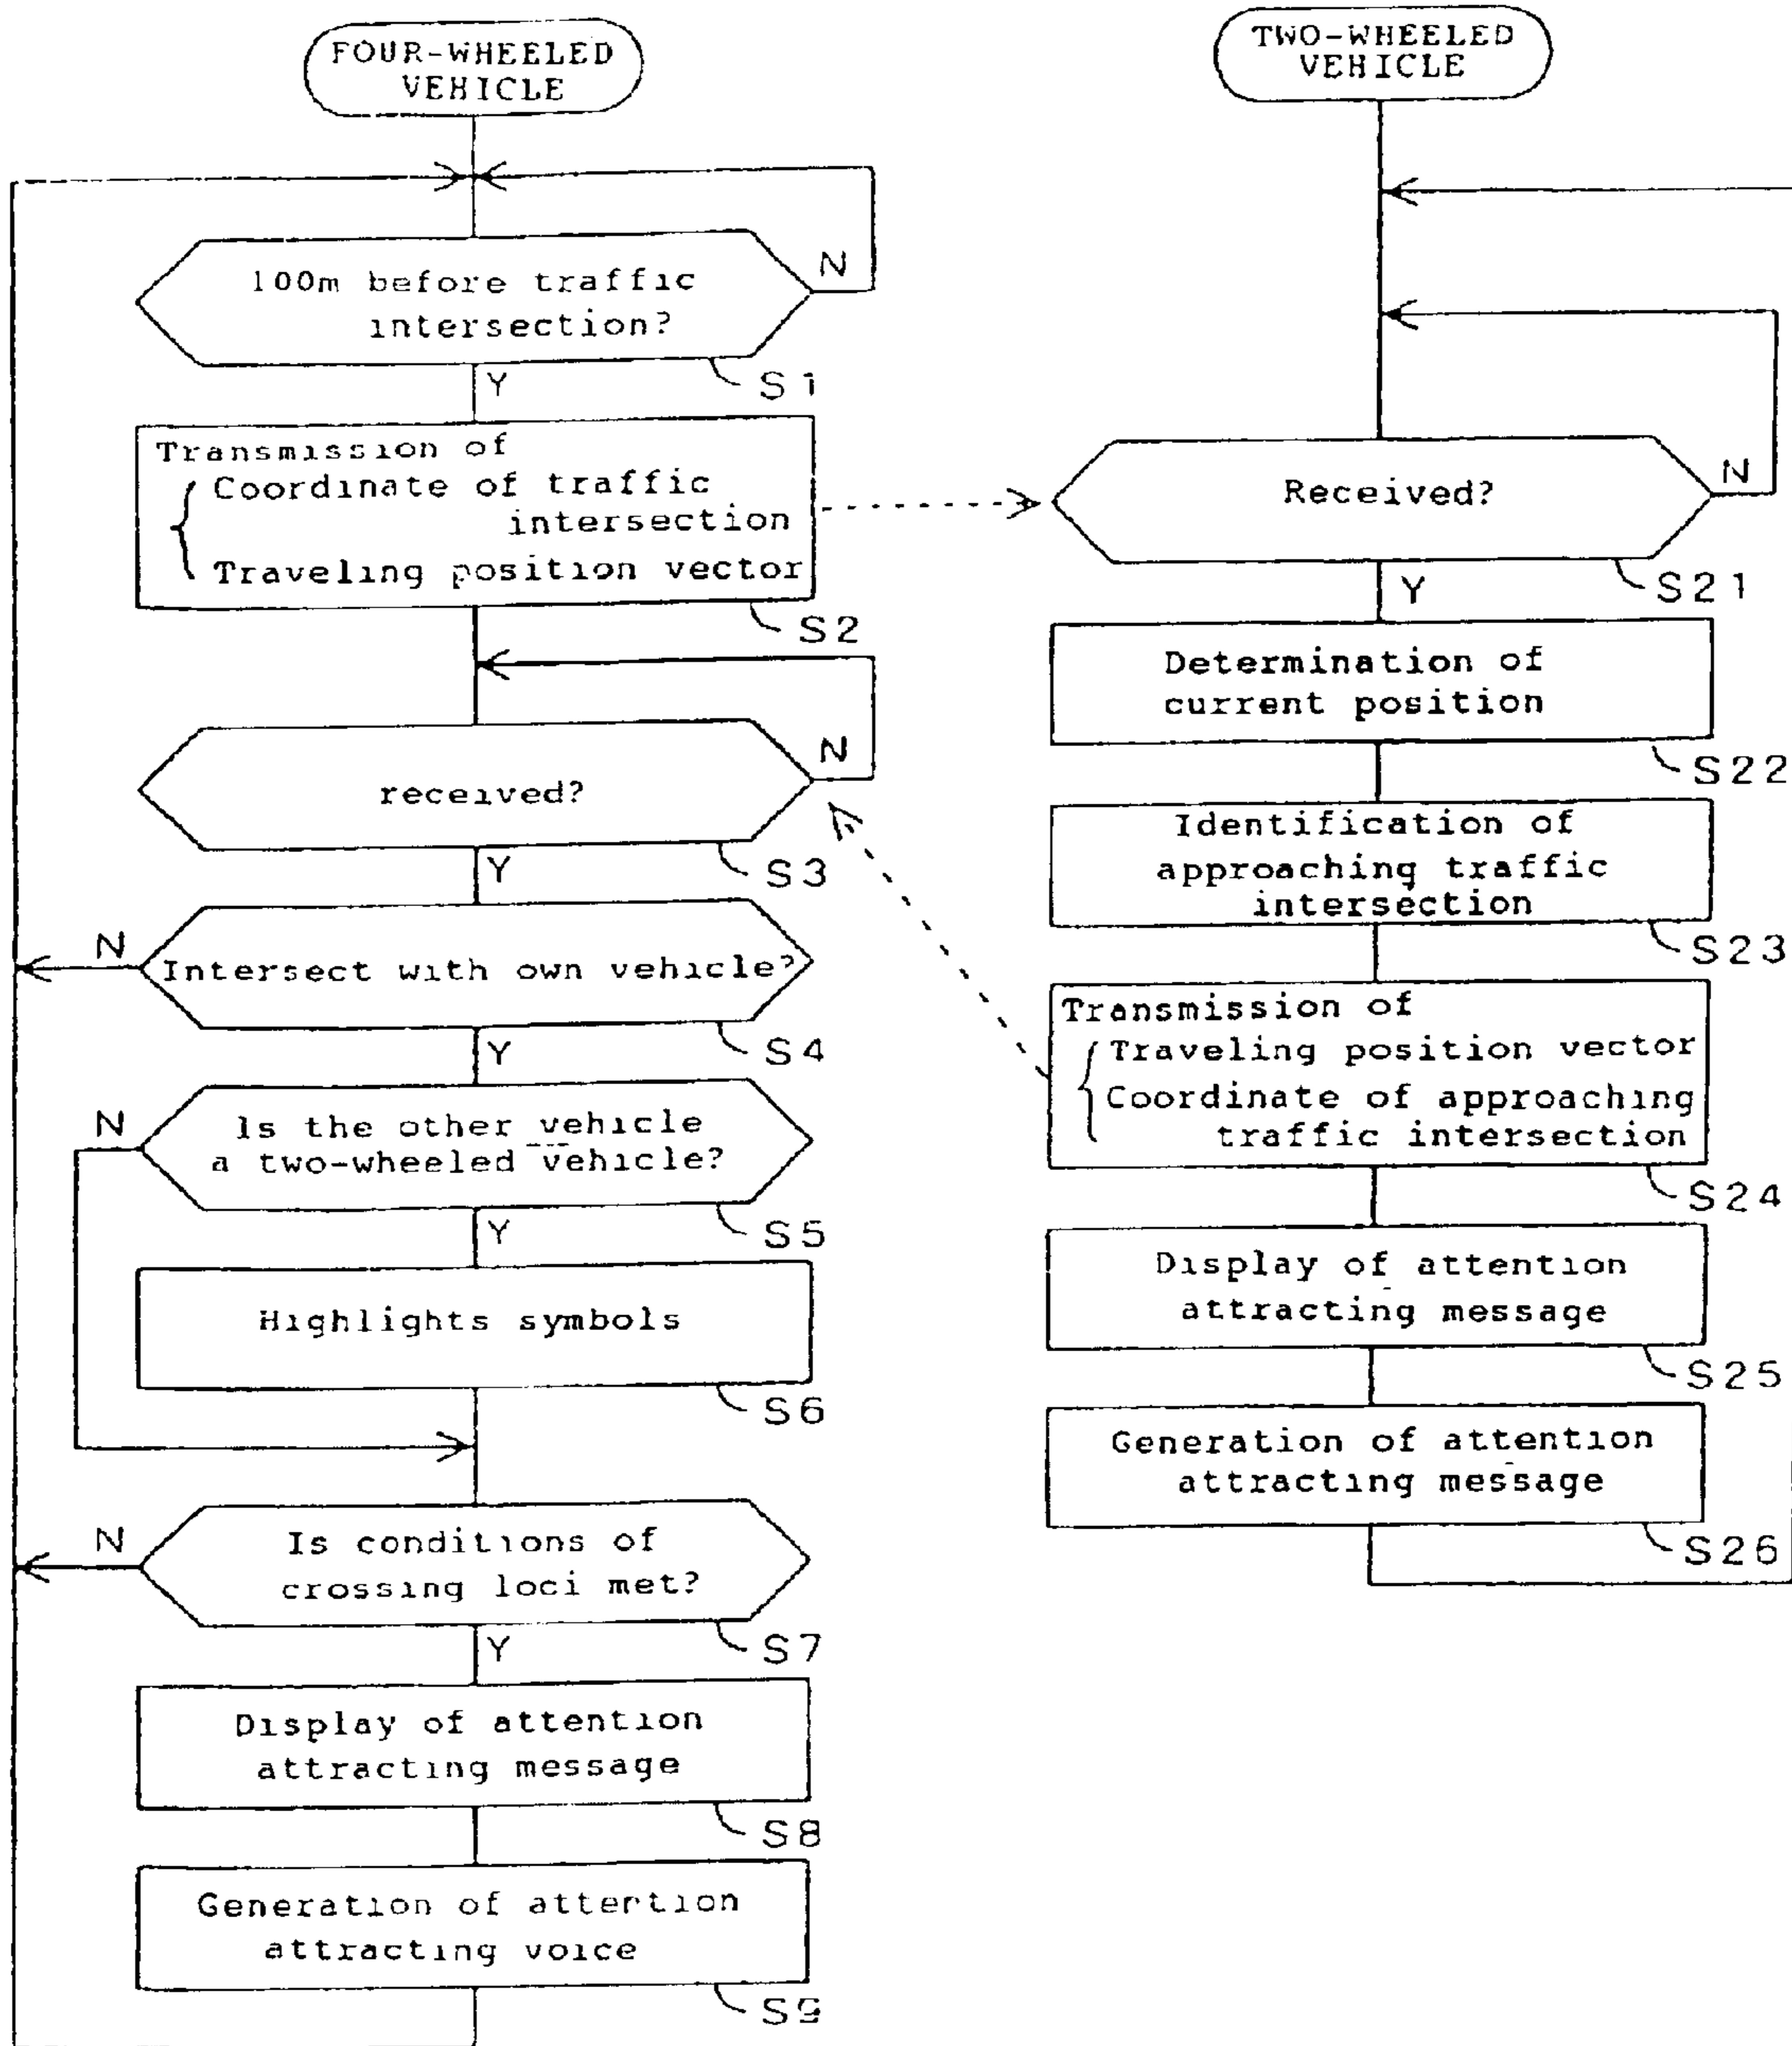 FOUR-WHEELED
VEHICLE
100m before traffic
intersection?
N
Y
S1
Transmission of
Coordinate of traffic
intersection
Traveling position vector
S2
received?
N
Y
S3
Intersect with own vehicle?
N
Y
S4
Is the other vehicle
a two-wheeled vehicle?
N
Y
S5
Highlights symbols
S6
Is conditions of
crossing loci met?
N
Y
S7
Display of attention
attracting message
S8
Generation of attention
attracting voice
S9
TWO-WHEELED
VEHICLE
Received?
N
Y
S21
Determination of
current position
S22
Identification of
approaching traffic
intersection
S23
Transmission of
Traveling position vector
Coordinate of approaching
traffic intersection
S24
Display of attention
attracting message
S25
Generation of attention
attracting message
S26